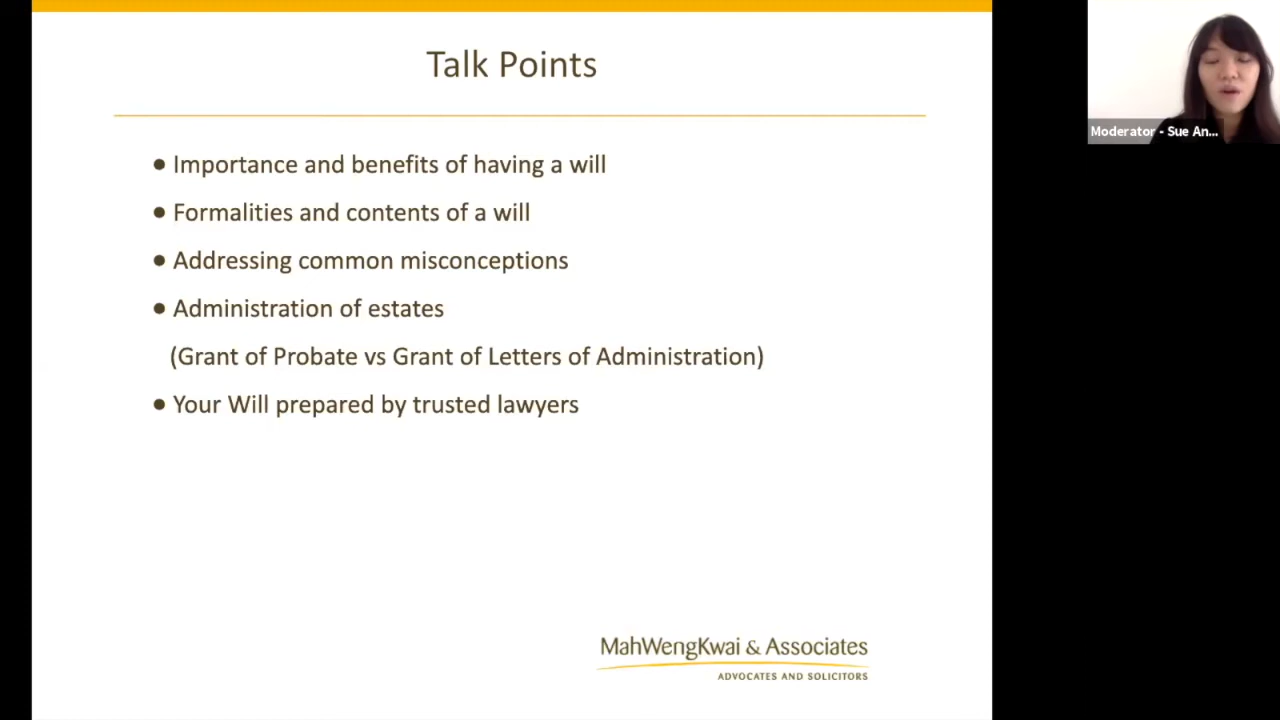 Talk Points
● Importance and benefits of having a will
● Formalities and contents of a will
● Addressing common misconceptions
● Administration of estates
(Grant of Probate vs Grant of Letters of Administration)
● Your Will prepared by trusted lawyers
MahWengKwai & Associates
ADVOCATES AND SOLICITORS
Moderator - Sue An...